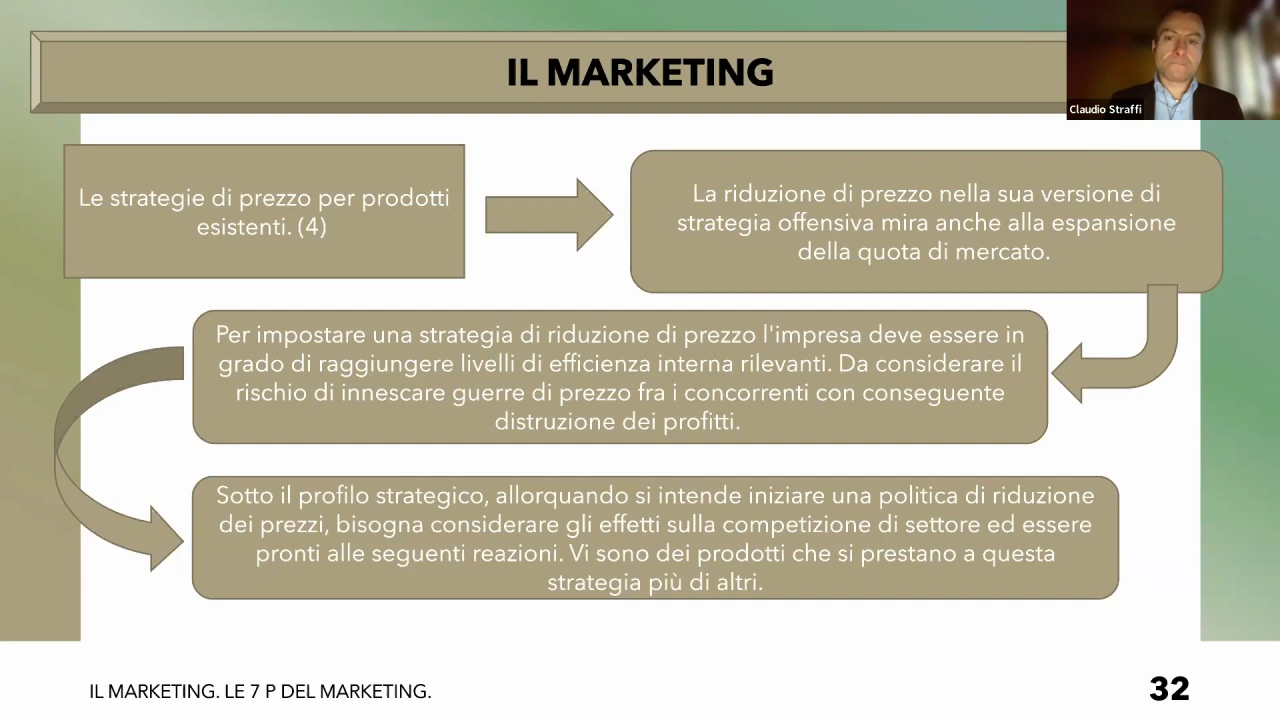 IL MARKETING
Claudio Straffi
Le strategie di prezzo per prodotti
esistenti. (4)
La riduzione di prezzo nella sua versione di
strategia offensiva mira anche alla espansione
della quota di mercato.
Per impostare una strategia di riduzione di prezzo l'impresa deve essere in
grado di raggiungere livelli di efficienza interna rilevanti. Da considerare il
rischio di innescare guerre di prezzo fra i concorrenti con conseguente
distruzione dei profitti.
Sotto il profilo strategico, allorquando si intende iniziare una politica di riduzione
dei prezzi, bisogna considerare gli effetti sulla competizione di settore ed essere
pronti alle seguenti reazioni. Vi sono dei prodotti che si prestano a questa
strategia più di altri.
IL MARKETING. LE 7 P DEL MARKETING.
32